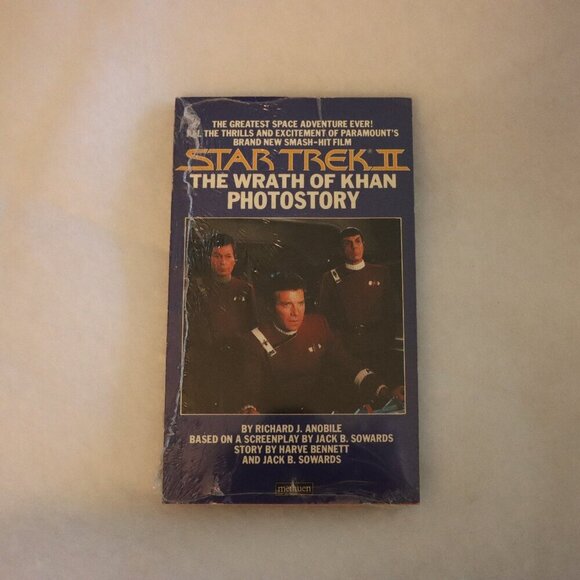 THE GREATEST SPACE ADVENTURE EVER!
THE THRILLS AND EXCITEMENT OF PARAMOUNT'S
BRAND NEW SMASH-HIT FILM
STAR TREK II
THE WRATH OF KHAN
PHOTOSTORY
BY RICHARD J. ANOBILE
BASED ON A SCREENPLAY BY JACK B. SOWARDS
STORY BY HARVE BENNETT
AND JACK B. SOWARDS
methuen